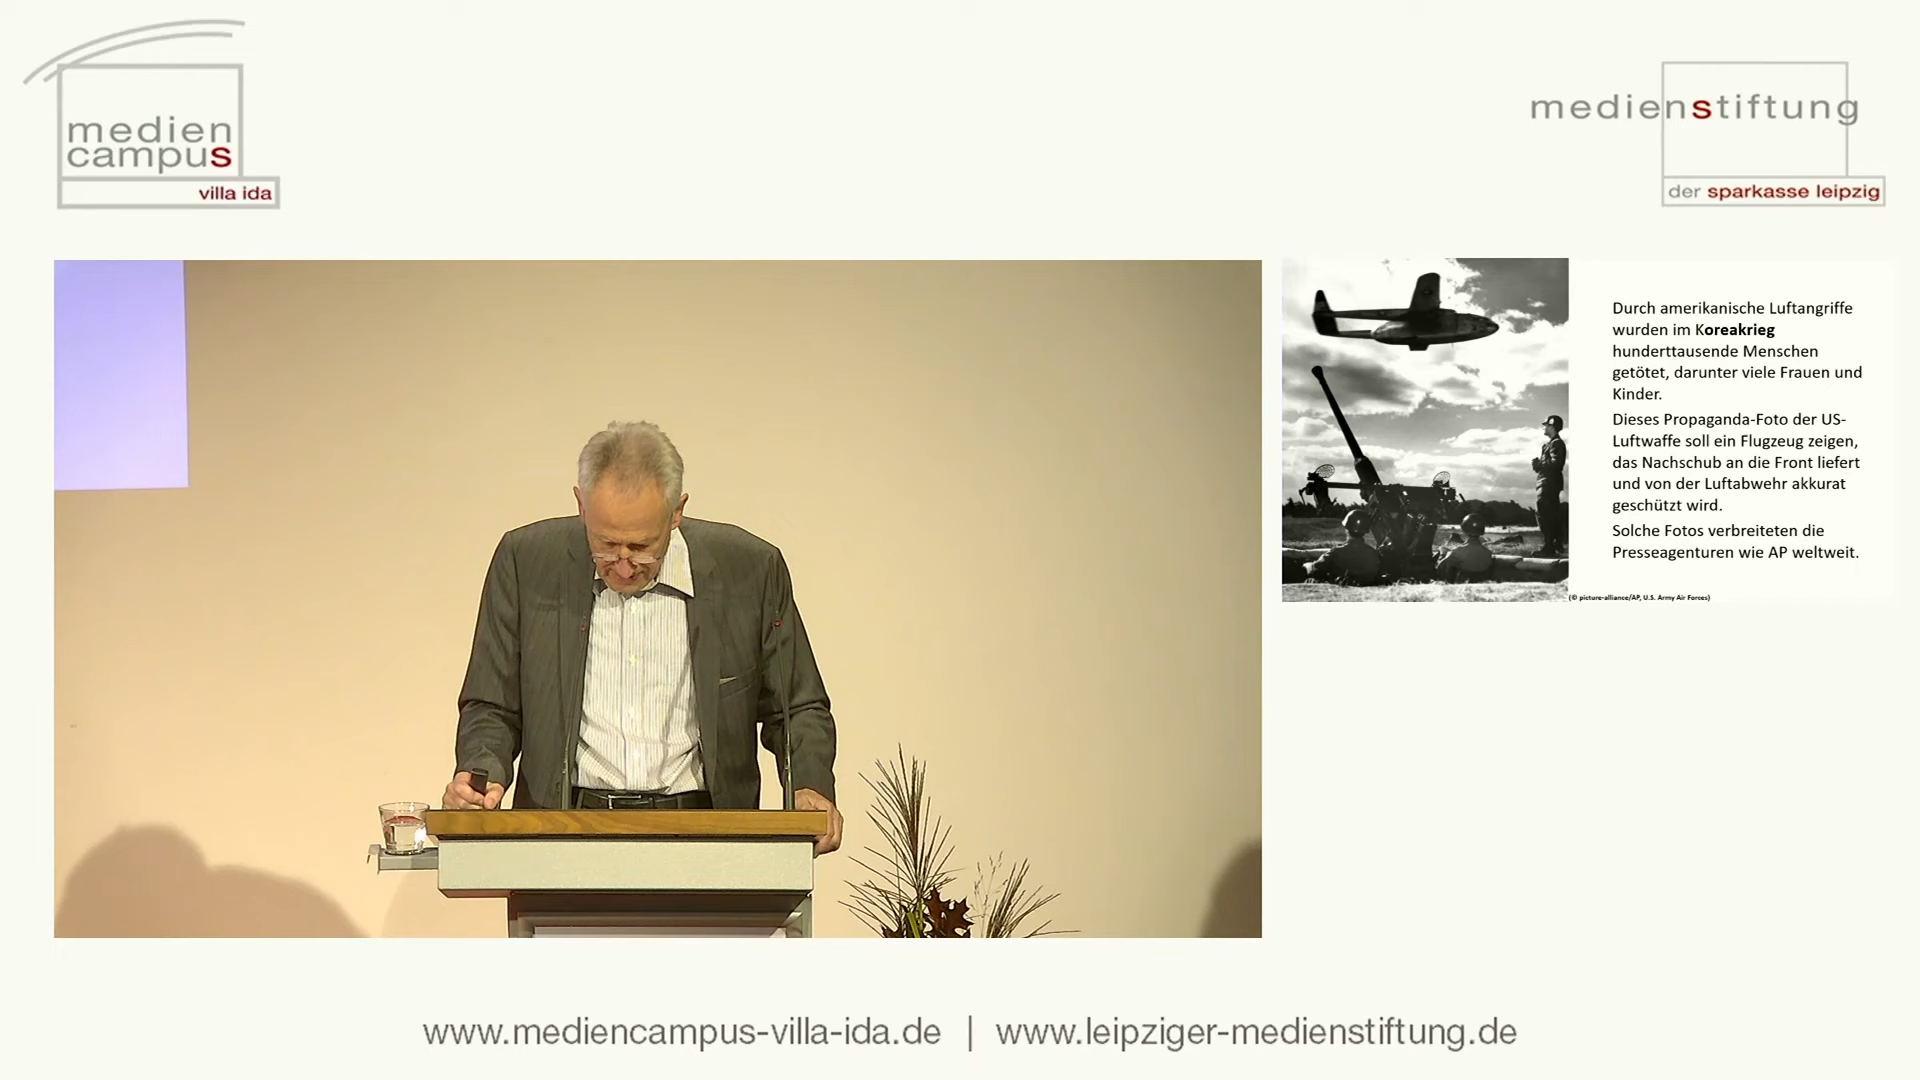 medien
campus
villa ida
medienstiftung
der sparkasse leipzig
Durch amerikanische Luftangriffe
wurden im Koreakrieg
hunderttausende Menschen
getötet, darunter viele Frauen und
Kinder.
Dieses Propaganda-Foto der US-
Luftwaffe soll ein Flugzeug zeigen,
das Nachschub an die Front liefert
und von der Luftabwehr akkurat
geschützt wird.
Solche Fotos verbreiteten die
Presseagenturen wie AP weltweit.
(© picture-alliance/AP, U.S. Army Air Forces)
www.mediencampus-villa-ida.de | www.leipziger-medienstiftung.de